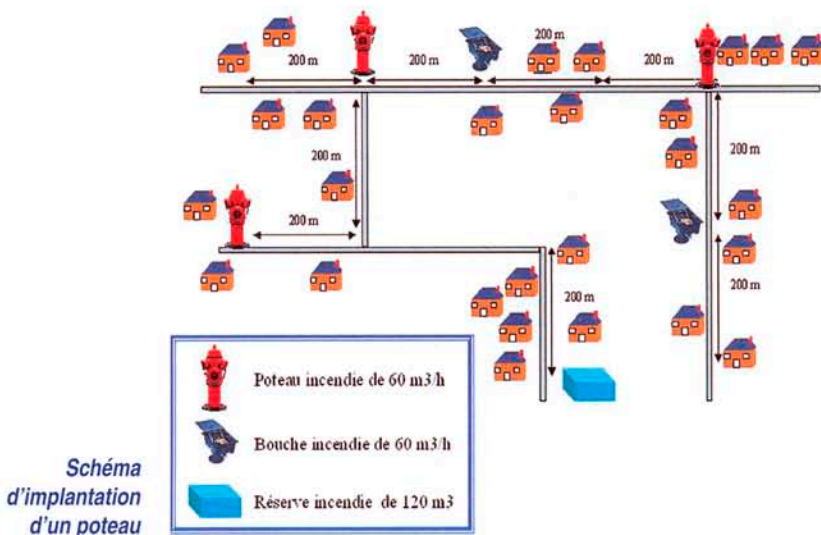 200 m
200 m
200 m
200 m
200 m
200 m
200 m
200 m
200 m
Poteau incendie de 60 m3/h
Bouche incendie de 60 m3/h
Réserve incendie de 120 m3
Schéma
d'implantation
d'un poteau